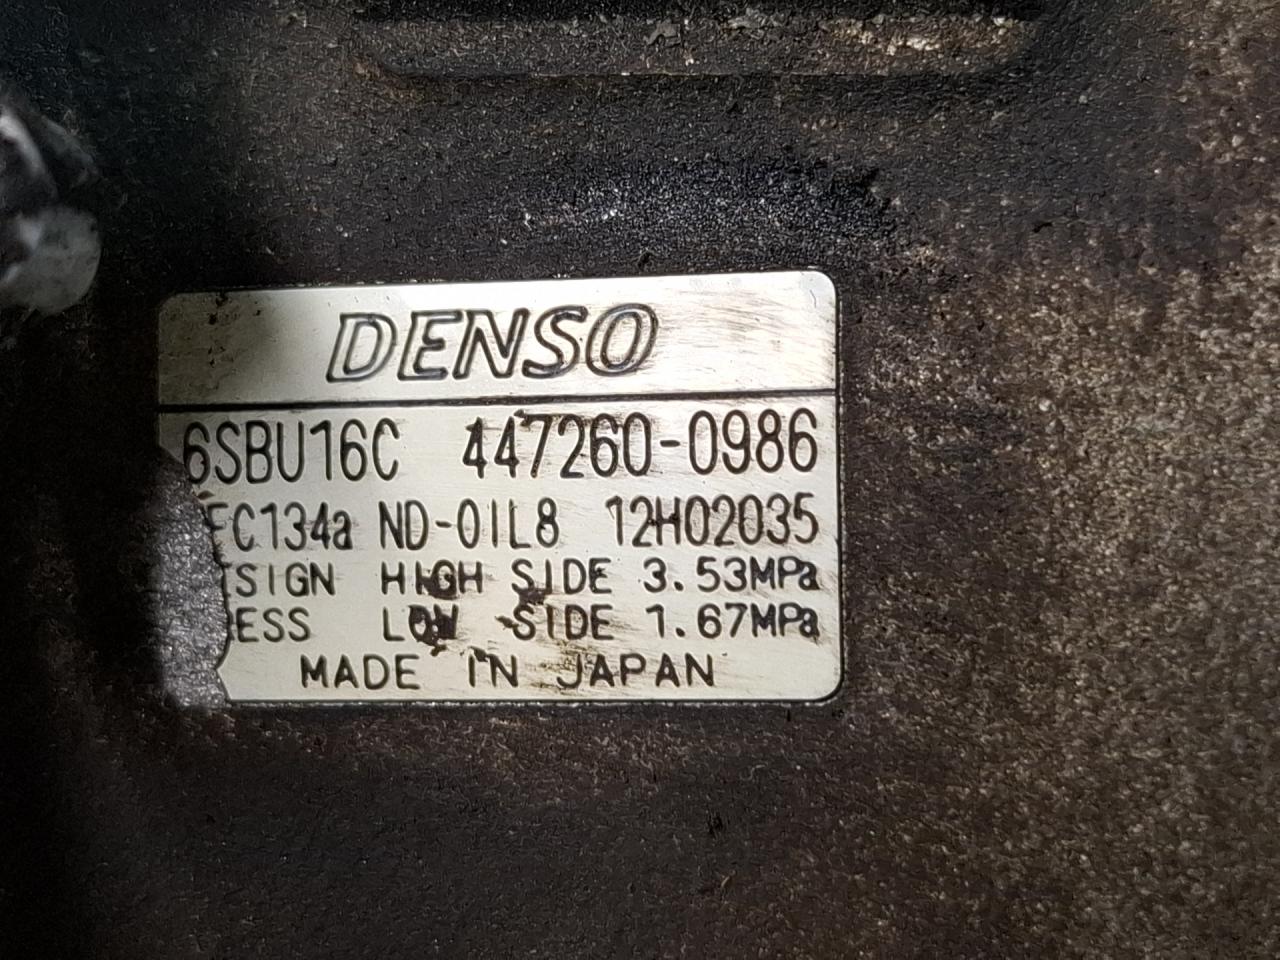 DENSO
6SBU16C 447260-0986
FC134a ND-OIL8 12H02035
SIGN HIGH SIDE 3.53MPa
ESS LOW SIDE 1.67MPa
MADE IN JAPAN